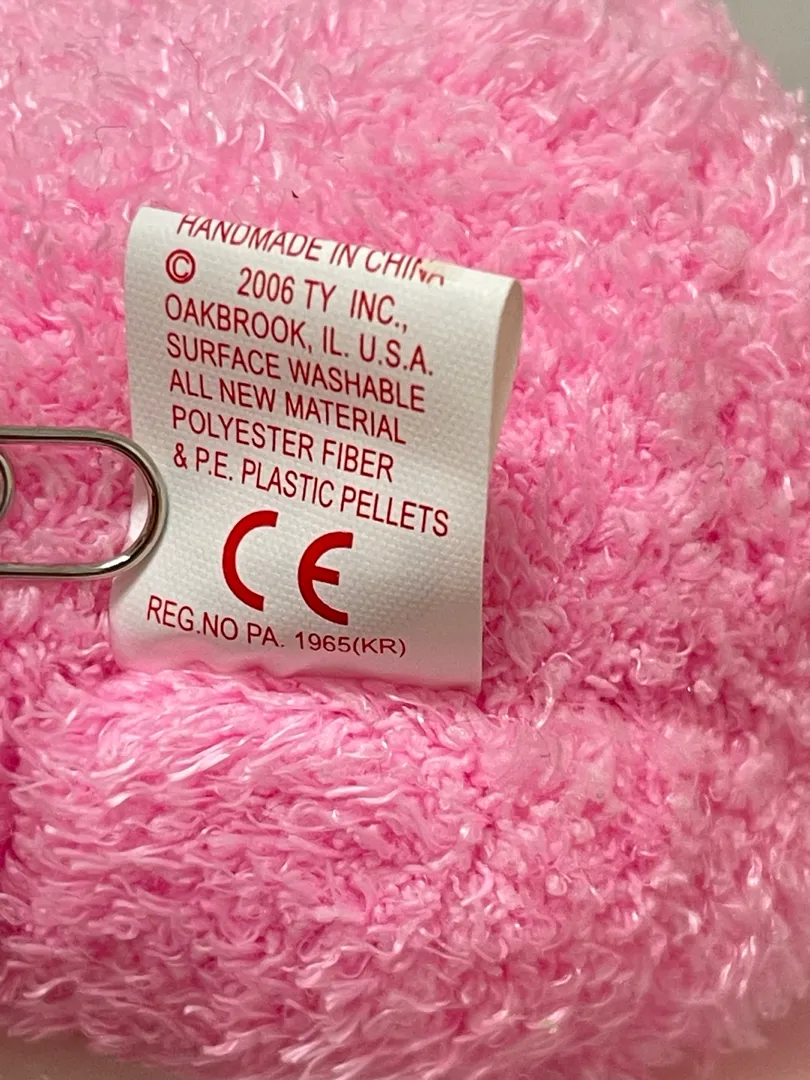 HANDMADE IN CHINA
© 2006 TY INC.,
OAKBROOK, IL. U.S.A.
SURFACE WASHABLE
ALL NEW MATERIAL
POLYESTER FIBER
& P.E. PLASTIC PELLETS
CE
REG.NO PA. 1965(KR)